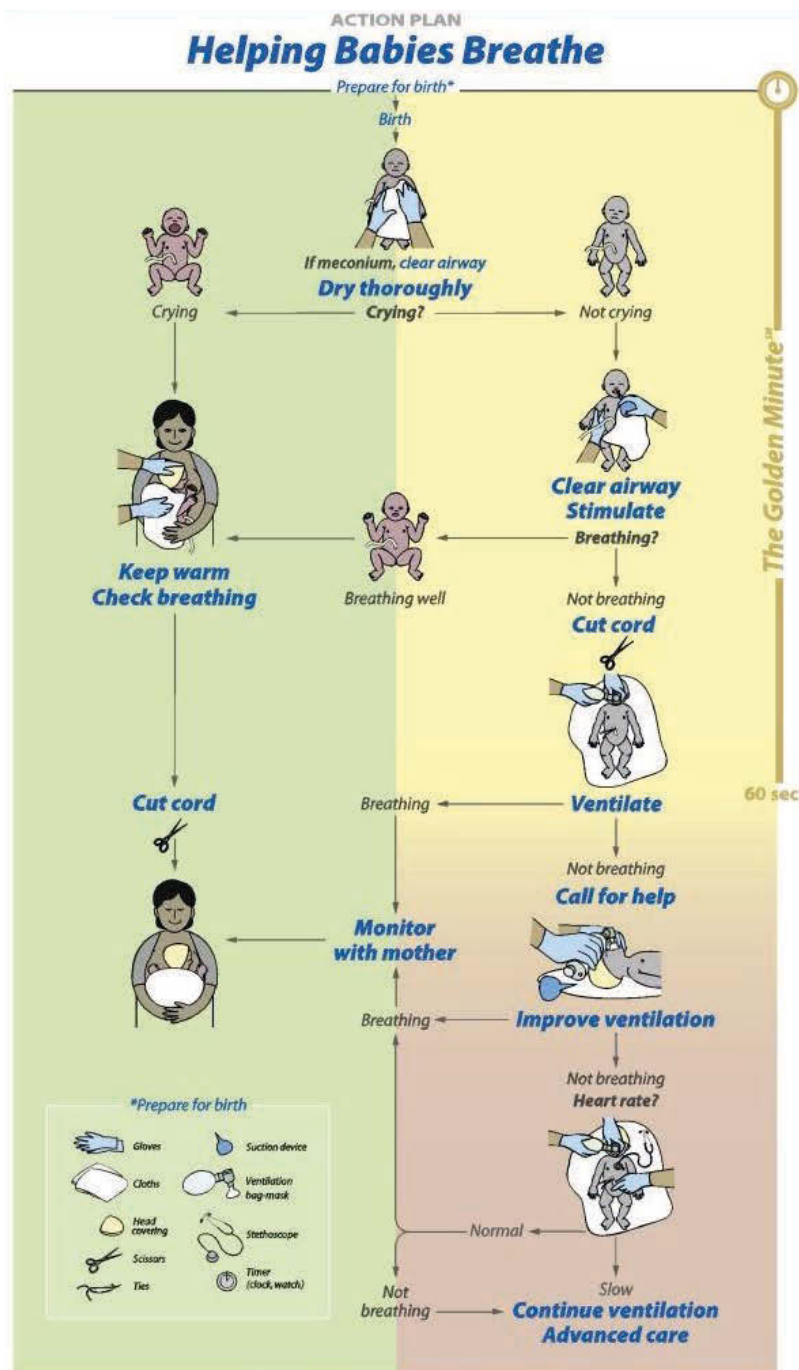 ACTION PLAN
Helping Babies Breathe
Prepare for birth*
Birth
If meconium, clear airway
Dry thoroughly
Crying
Crying?
Not crying
The Golden Minute℠
Clear airway
Stimulate
Breathing?
Keep warm
Check breathing
Breathing well
Not breathing
Cut cord
60 sec
Cut cord
Breathing
Ventilate
Not breathing
Call for help
Monitor
with mother
Breathing
Improve ventilation
Not breathing
Heart rate?
*Prepare for birth
Gloves
Suction device
Cloths
Ventilation
bag-mask
Head
covering
Stethoscope
Scissors
Ties
Timer
(clock, watch)
Normal
Not
breathing
Slow
Continue ventilation
Advanced care